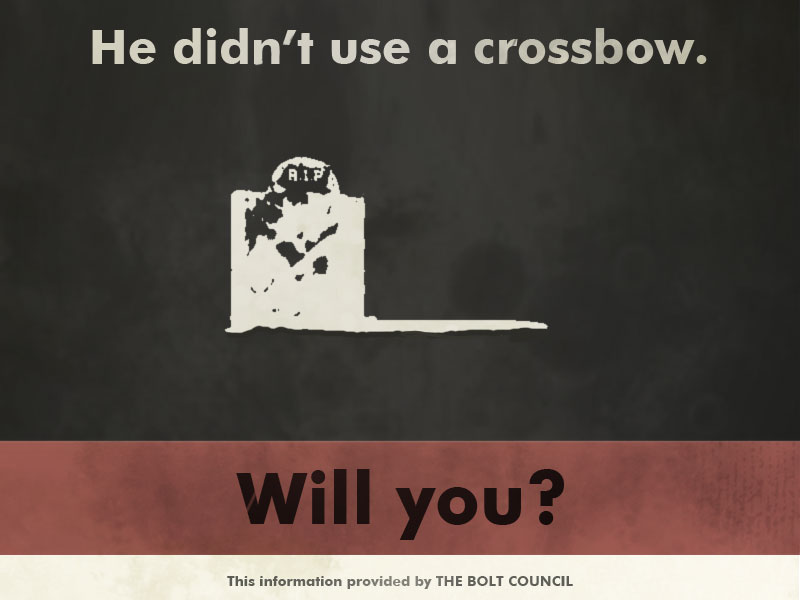 He didn’t use a crossbow.
R.I.P
Will you?
This information provided by THE BOLT COUNCIL